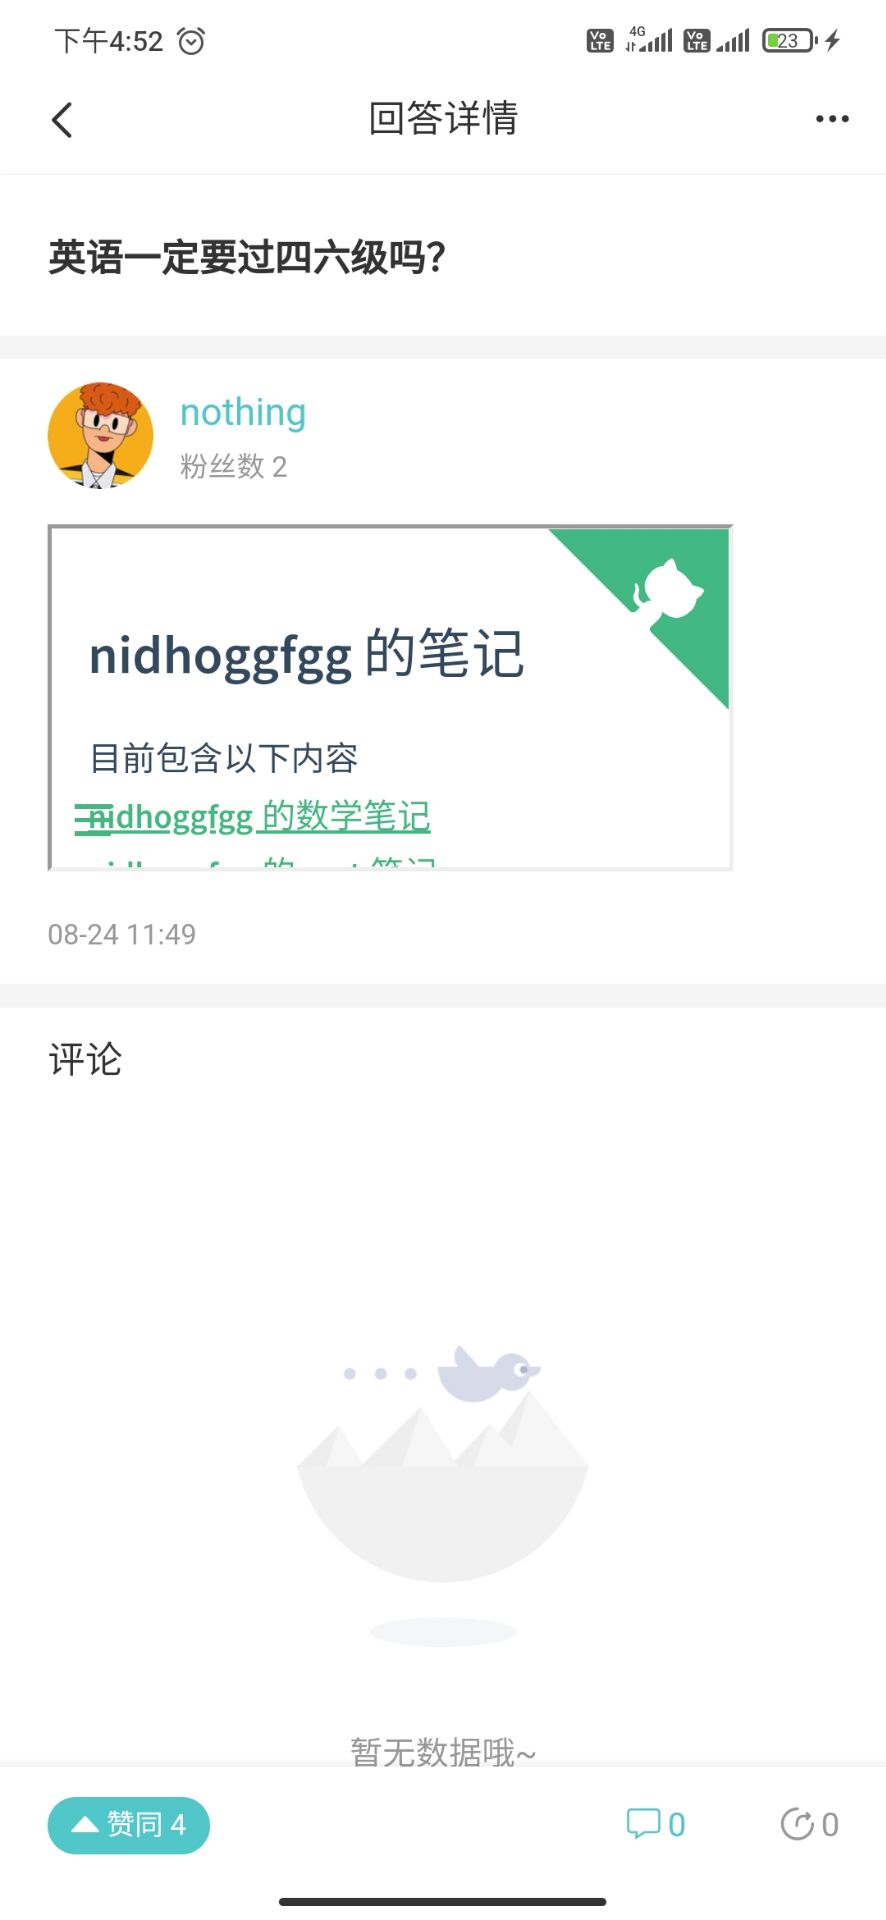 下午4:52
4G
23
回答详情
英语一定要过四六级吗?
nothing
粉丝数 2
nidhoggfgg 的笔记
目前包含以下内容
nidhoggfgg 的数学笔记
08-24 11:49
评论
暂无数据哦~
赞同 4
0
0